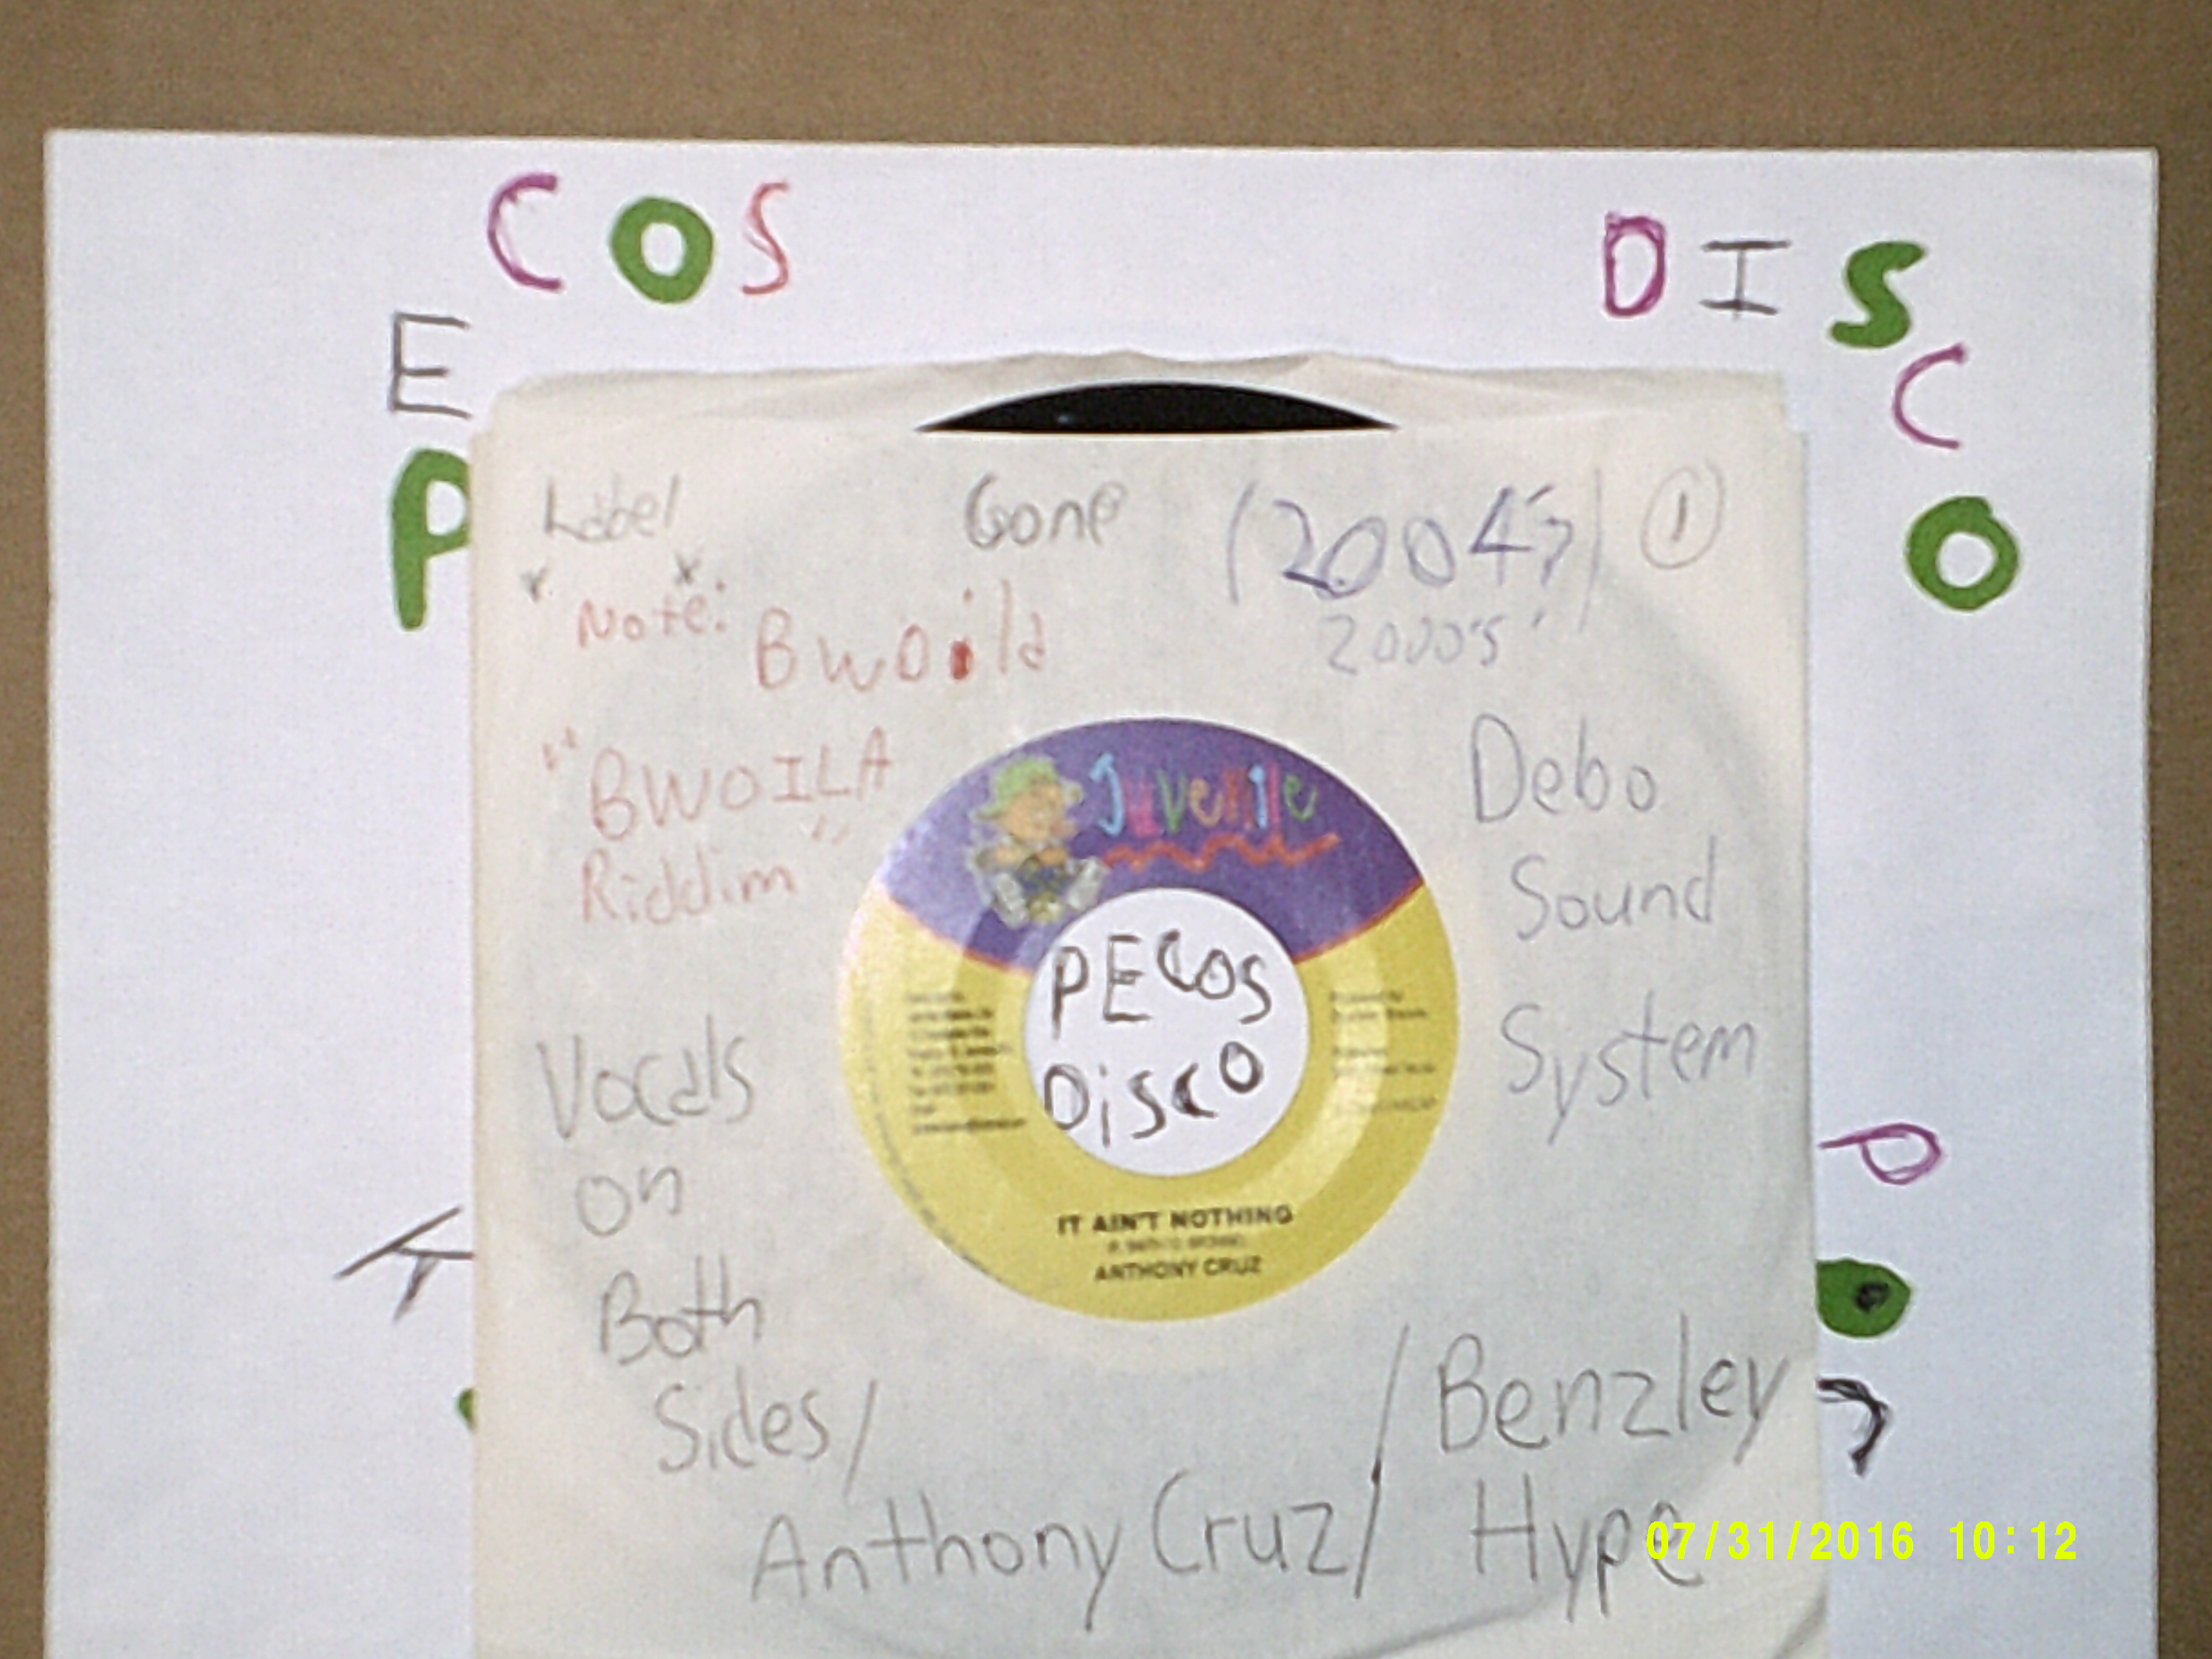 PECOS DISCO
Label Gone (2004?) 1
Note: Bwoila 2000's'
"BWOILA
Riddim"
Debo
Sound
System
Juvenile
PECOS
DiSCO
Vocals
on
Both
Sides/
IT AIN'T NOTHING
ANTHONY CRUZ
Anthony Cruz/ / Benzley
Hype
P
07/31/2016 10:12